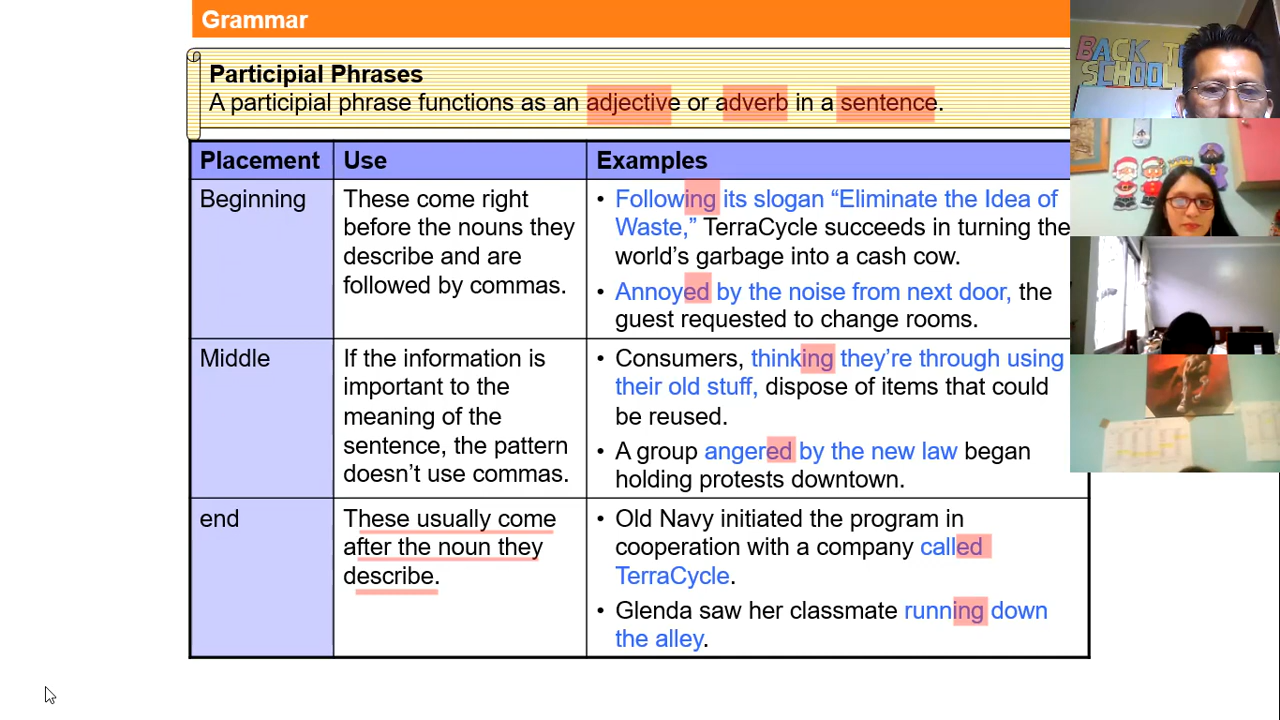 Grammar
Participial Phrases
A participial phrase functions as an adjective or adverb in a sentence.
Placement
Use
Examples
Beginning
These come right
before the nouns they
describe and are
followed by commas.
• Following its slogan “Eliminate the Idea of
Waste,” TerraCycle succeeds in turning the
world’s garbage into a cash cow.
• Annoyed by the noise from next door, the
guest requested to change rooms.
Middle
If the information is
important to the
meaning of the
sentence, the pattern
doesn’t use commas.
• Consumers, thinking they’re through using
their old stuff, dispose of items that could
be reused.
• A group angered by the new law began
holding protests downtown.
end
These usually come
after the noun they
describe.
• Old Navy initiated the program in
cooperation with a company called
TerraCycle.
• Glenda saw her classmate running down
the alley.
BACK
SCHOOL